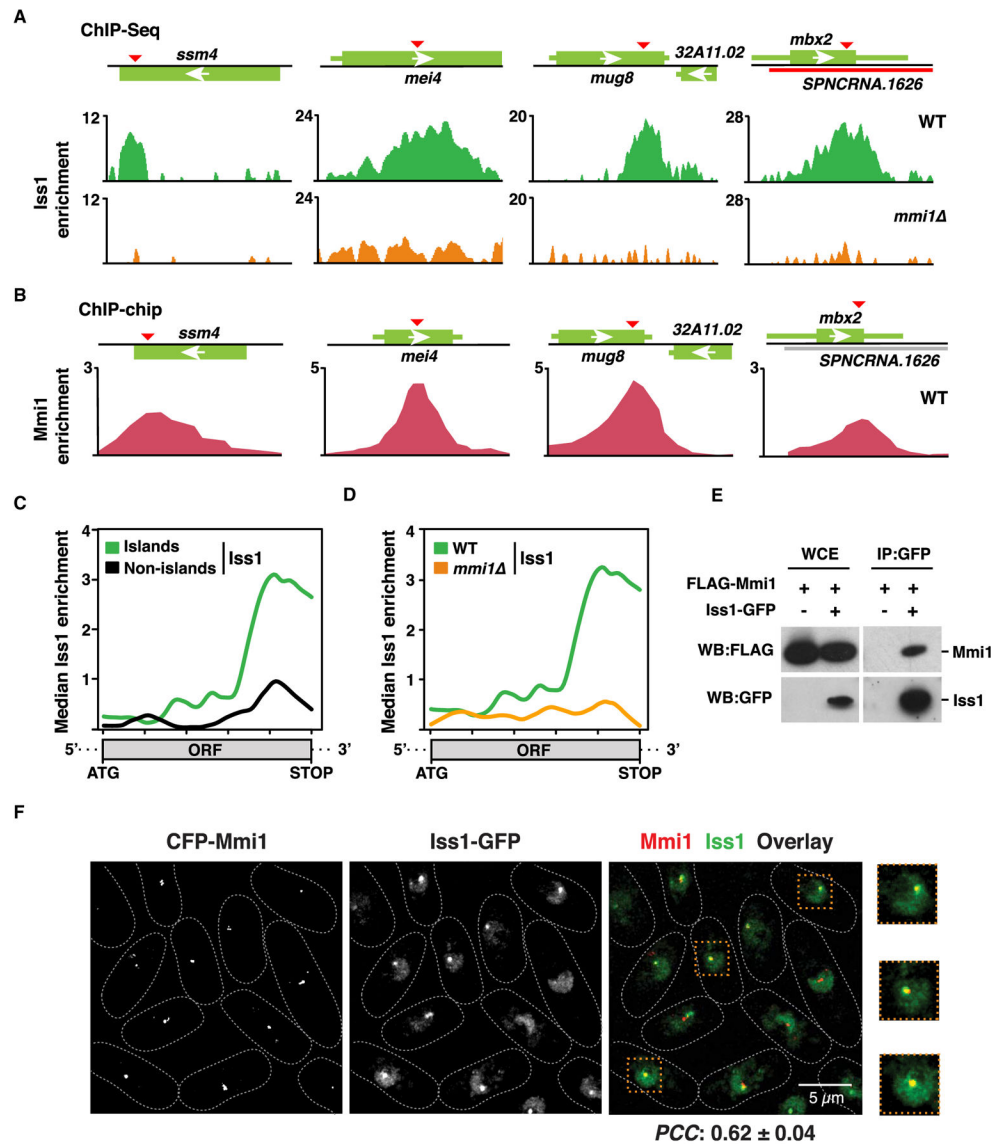 A
ChIP-Seq
ssm4
mei4
mug8
32A11.02
mbx2
SPNCRNA.1626
Iss1 enrichment
12
24
20
28
WT
12
24
20
28
mmi1Δ
B
ChIP-chip
ssm4
mei4
mug8
32A11.02
mbx2
SPNCRNA.1626
Mmi1 enrichment
3
5
5
3
WT
C
Median Iss1 enrichment
4
3
2
1
Islands
Non-islands
Iss1
5' ORF 3'
ATG STOP
D
Median Iss1 enrichment
4
3
2
1
WT
mmi1Δ
Iss1
5' ORF 3'
ATG STOP
E
WCE IP:GFP
FLAG-Mmi1 + + + +
Iss1-GFP - + - +
WB:FLAG - Mmi1
WB:GFP - Iss1
F
CFP-Mmi1
Iss1-GFP
Mmi1 Iss1 Overlay
5 µm
PCC: 0.62 ± 0.04